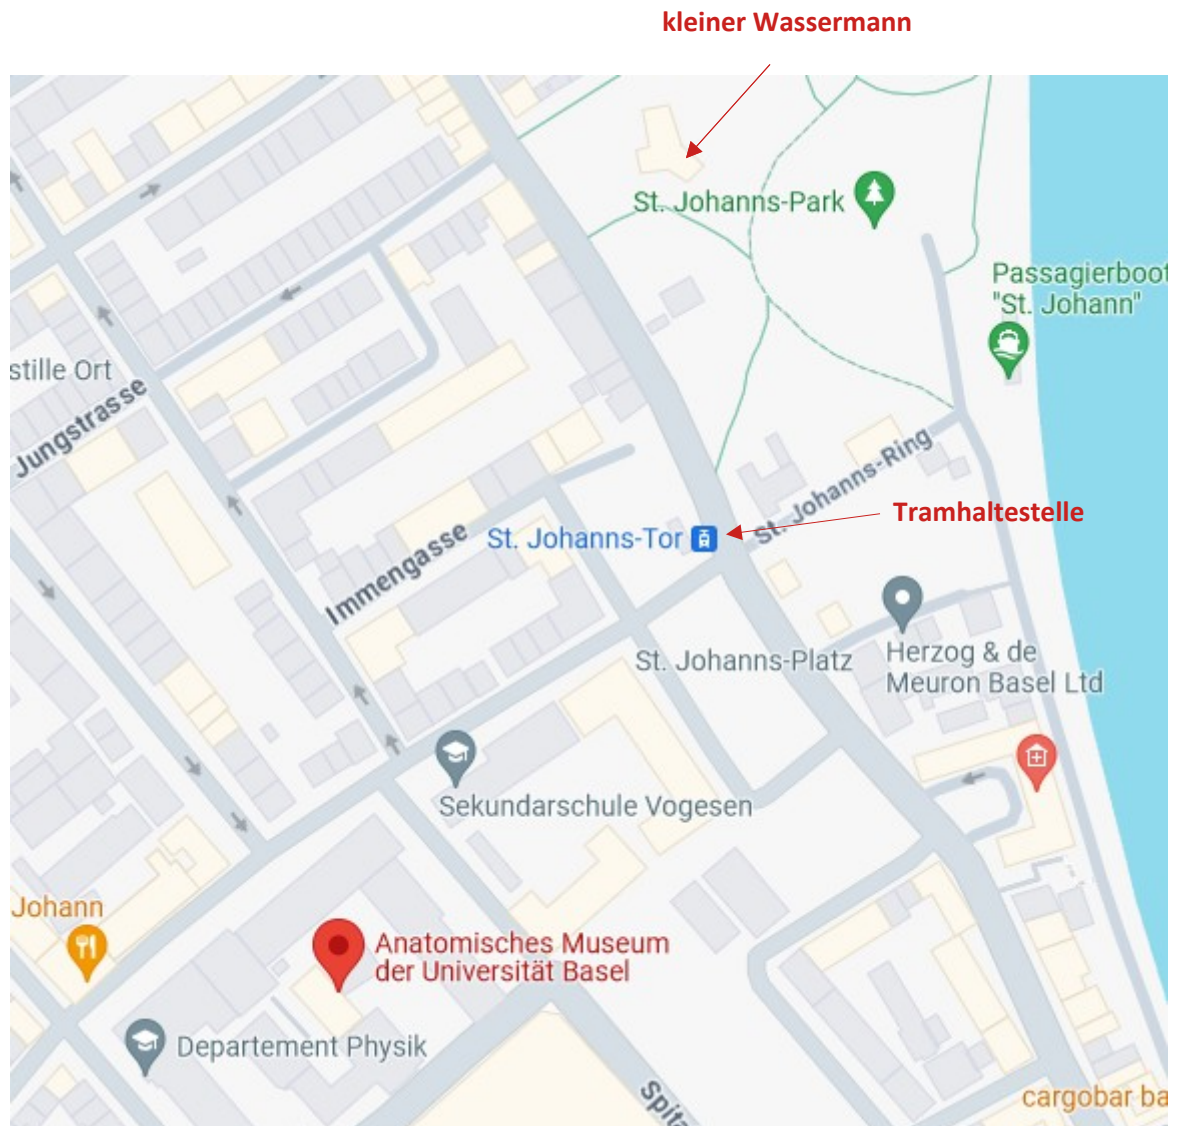 kleiner Wassermann
St. Johanns-Park
Passagierboot
"St. Johann"
stille Ort
Jungstrasse
St. Johanns-Ring
Tramhaltestelle
St. Johanns-Tor
Immengasse
Herzog & de
Meuron Basel Ltd
St. Johanns-Platz
Sekundarschule Vogesen
Johann
Anatomisches Museum
der Universität Basel
Departement Physik
Spita
cargobar ba